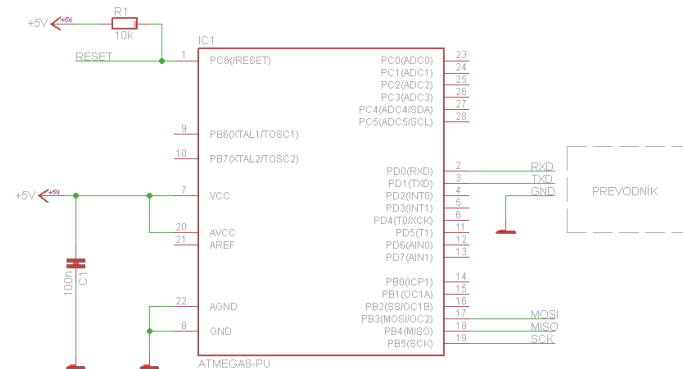 R1
+5V +5V
10k
IC1
RESET 1 PC6(/RESET) PC0(ADC0) 23
PC1(ADC1) 24
PC2(ADC2) 25
PC3(ADC3) 26
PC4(ADC4/SDA) 27
PC5(ADC5/SCL) 28
9 PB6(XTAL1/TOSC1)
10 PB7(XTAL2/TOSC2)
PD0(RXD) 2 RXD
PD1(TXD) 3 TXD
+5V +5V 7 VCC PD2(INT0) 4 GND PREVODNÍK
PD3(INT1) 5
PD4(T0/XCK) 6
20 AVCC PD5(T1) 11
21 AREF PD6(AIN0) 12
PD7(AIN1) 13
100n C1
PB0(ICP1) 14
PB1(OC1A) 15
22 AGND PB2(SS/OC1B) 16
PB3(MOSI/OC2) 17 MOSI
8 GND PB4(MISO) 18 MISO
PB5(SCK) 19 SCK
ATMEGA8-PU